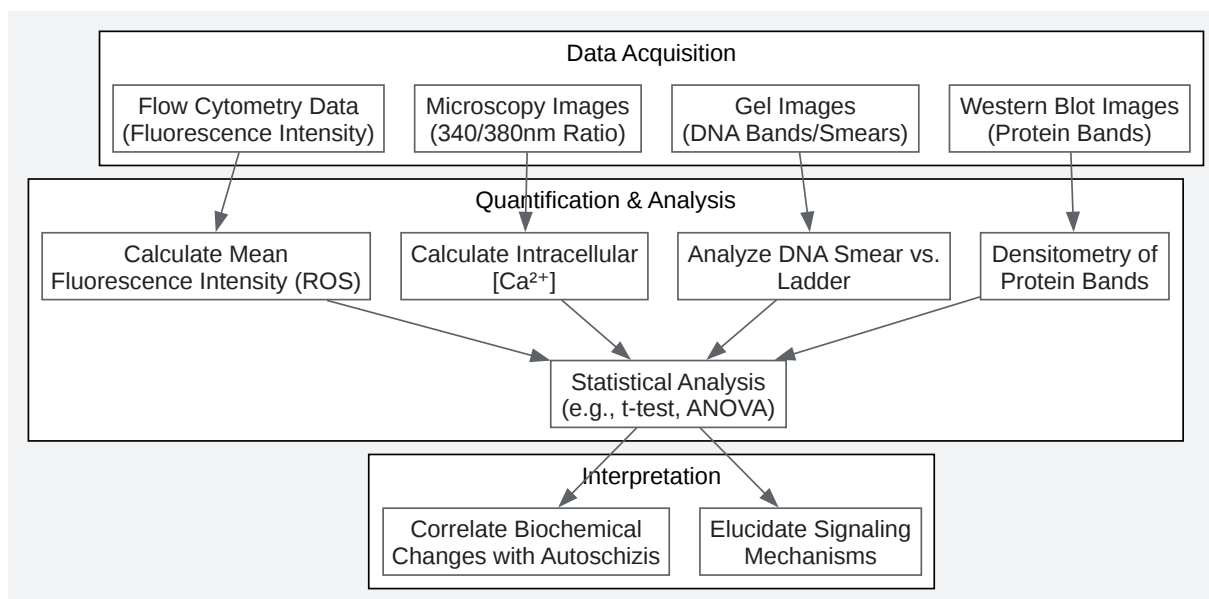 Data Acquisition
Flow Cytometry Data
(Fluorescence Intensity)
Microscopy Images
(340/380nm Ratio)
Gel Images
(DNA Bands/Smears)
Western Blot Images
(Protein Bands)
Quantification & Analysis
Calculate Mean
Fluorescence Intensity (ROS)
Calculate Intracellular
[Ca²⁺]
Analyze DNA Smear vs.
Ladder
Densitometry of
Protein Bands
Statistical Analysis
(e.g., t-test, ANOVA)
Interpretation
Correlate Biochemical
Changes with Autoschizis
Elucidate Signaling
Mechanisms